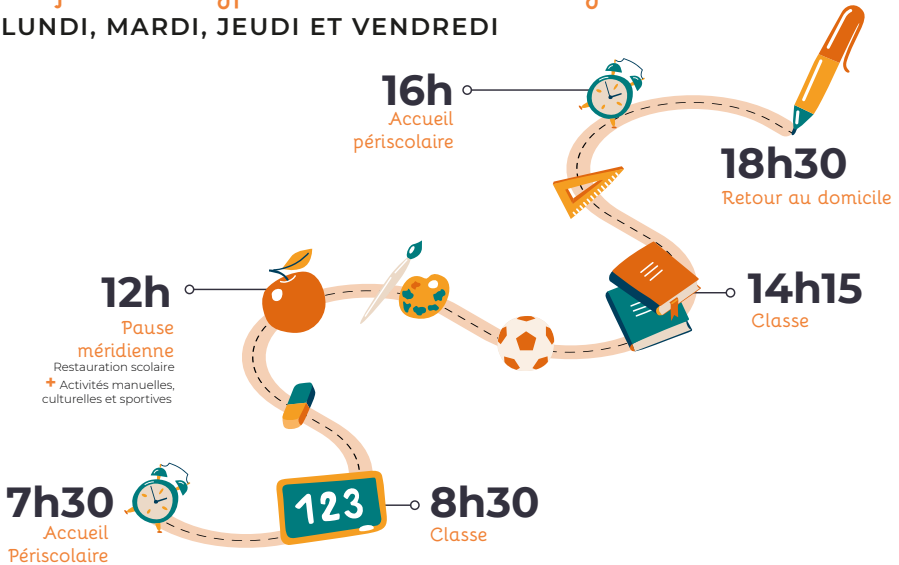 LUNDI, MARDI, JEUDI ET VENDREDI
16h
Accueil
périscolaire
18h30
Retour au domicile
12h
Pause
méridienne
Restauration scolaire
+ Activités manuelles,
culturelles et sportives
14h15
Classe
7h30
Accueil
Périscolaire
123
8h30
Classe